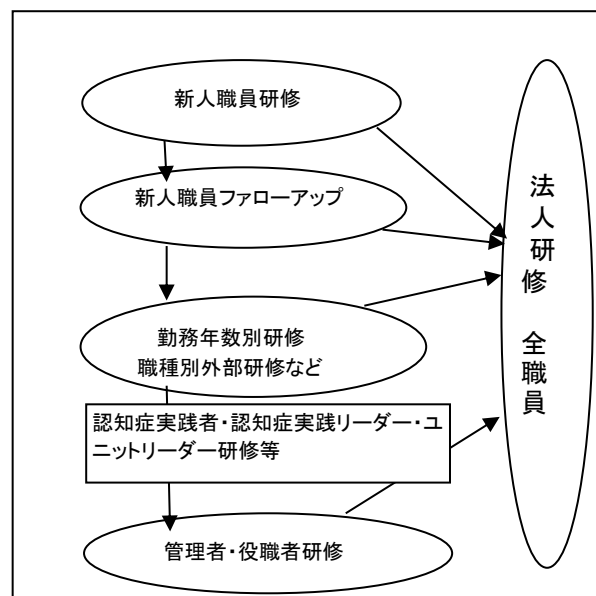 新人職員研修
新人職員ファローアップ
勤務年数別研修
職種別外部研修など
認知症実践者・認知症実践リーダー・ユ
ニットリーダー研修等
管理者・役職者研修
法人研修 全職員